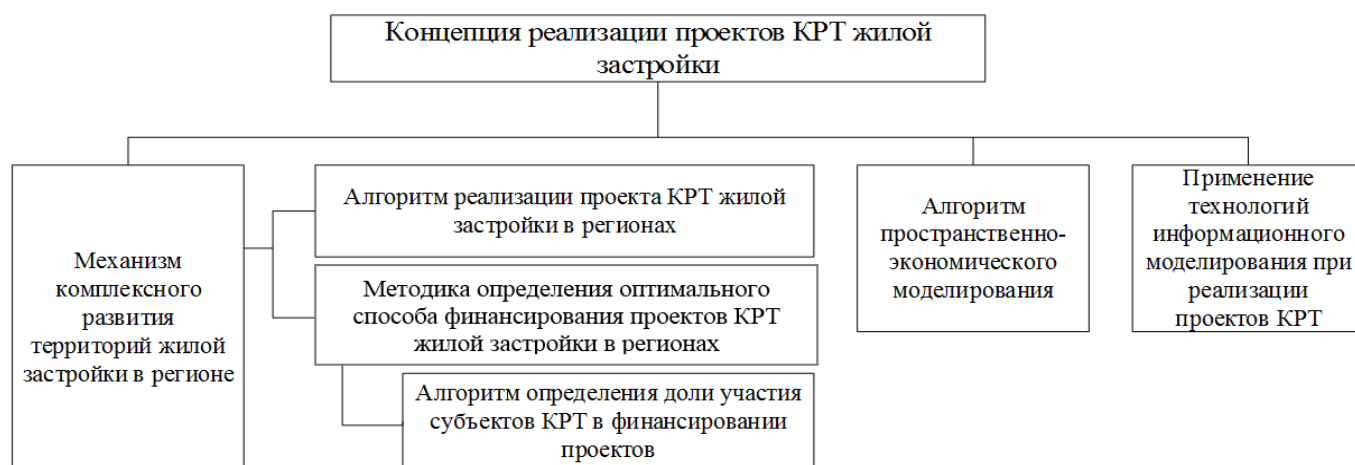 Концепция реализации проектов КРТ жилой
застройки
Механизм
комплексного
развития
территорий жилой
застройки в регионе
Алгоритм реализации проекта КРТ жилой
застройки в регионах
Методика определения оптимального
способа финансирования проектов КРТ
жилой застройки в регионах
Алгоритм определения доли участия
субъектов КРТ в финансировании
проектов
Алгоритм
пространственно-
экономического
моделирования
Применение
технологий
информационного
моделирования при
реализации
проектов КРТ